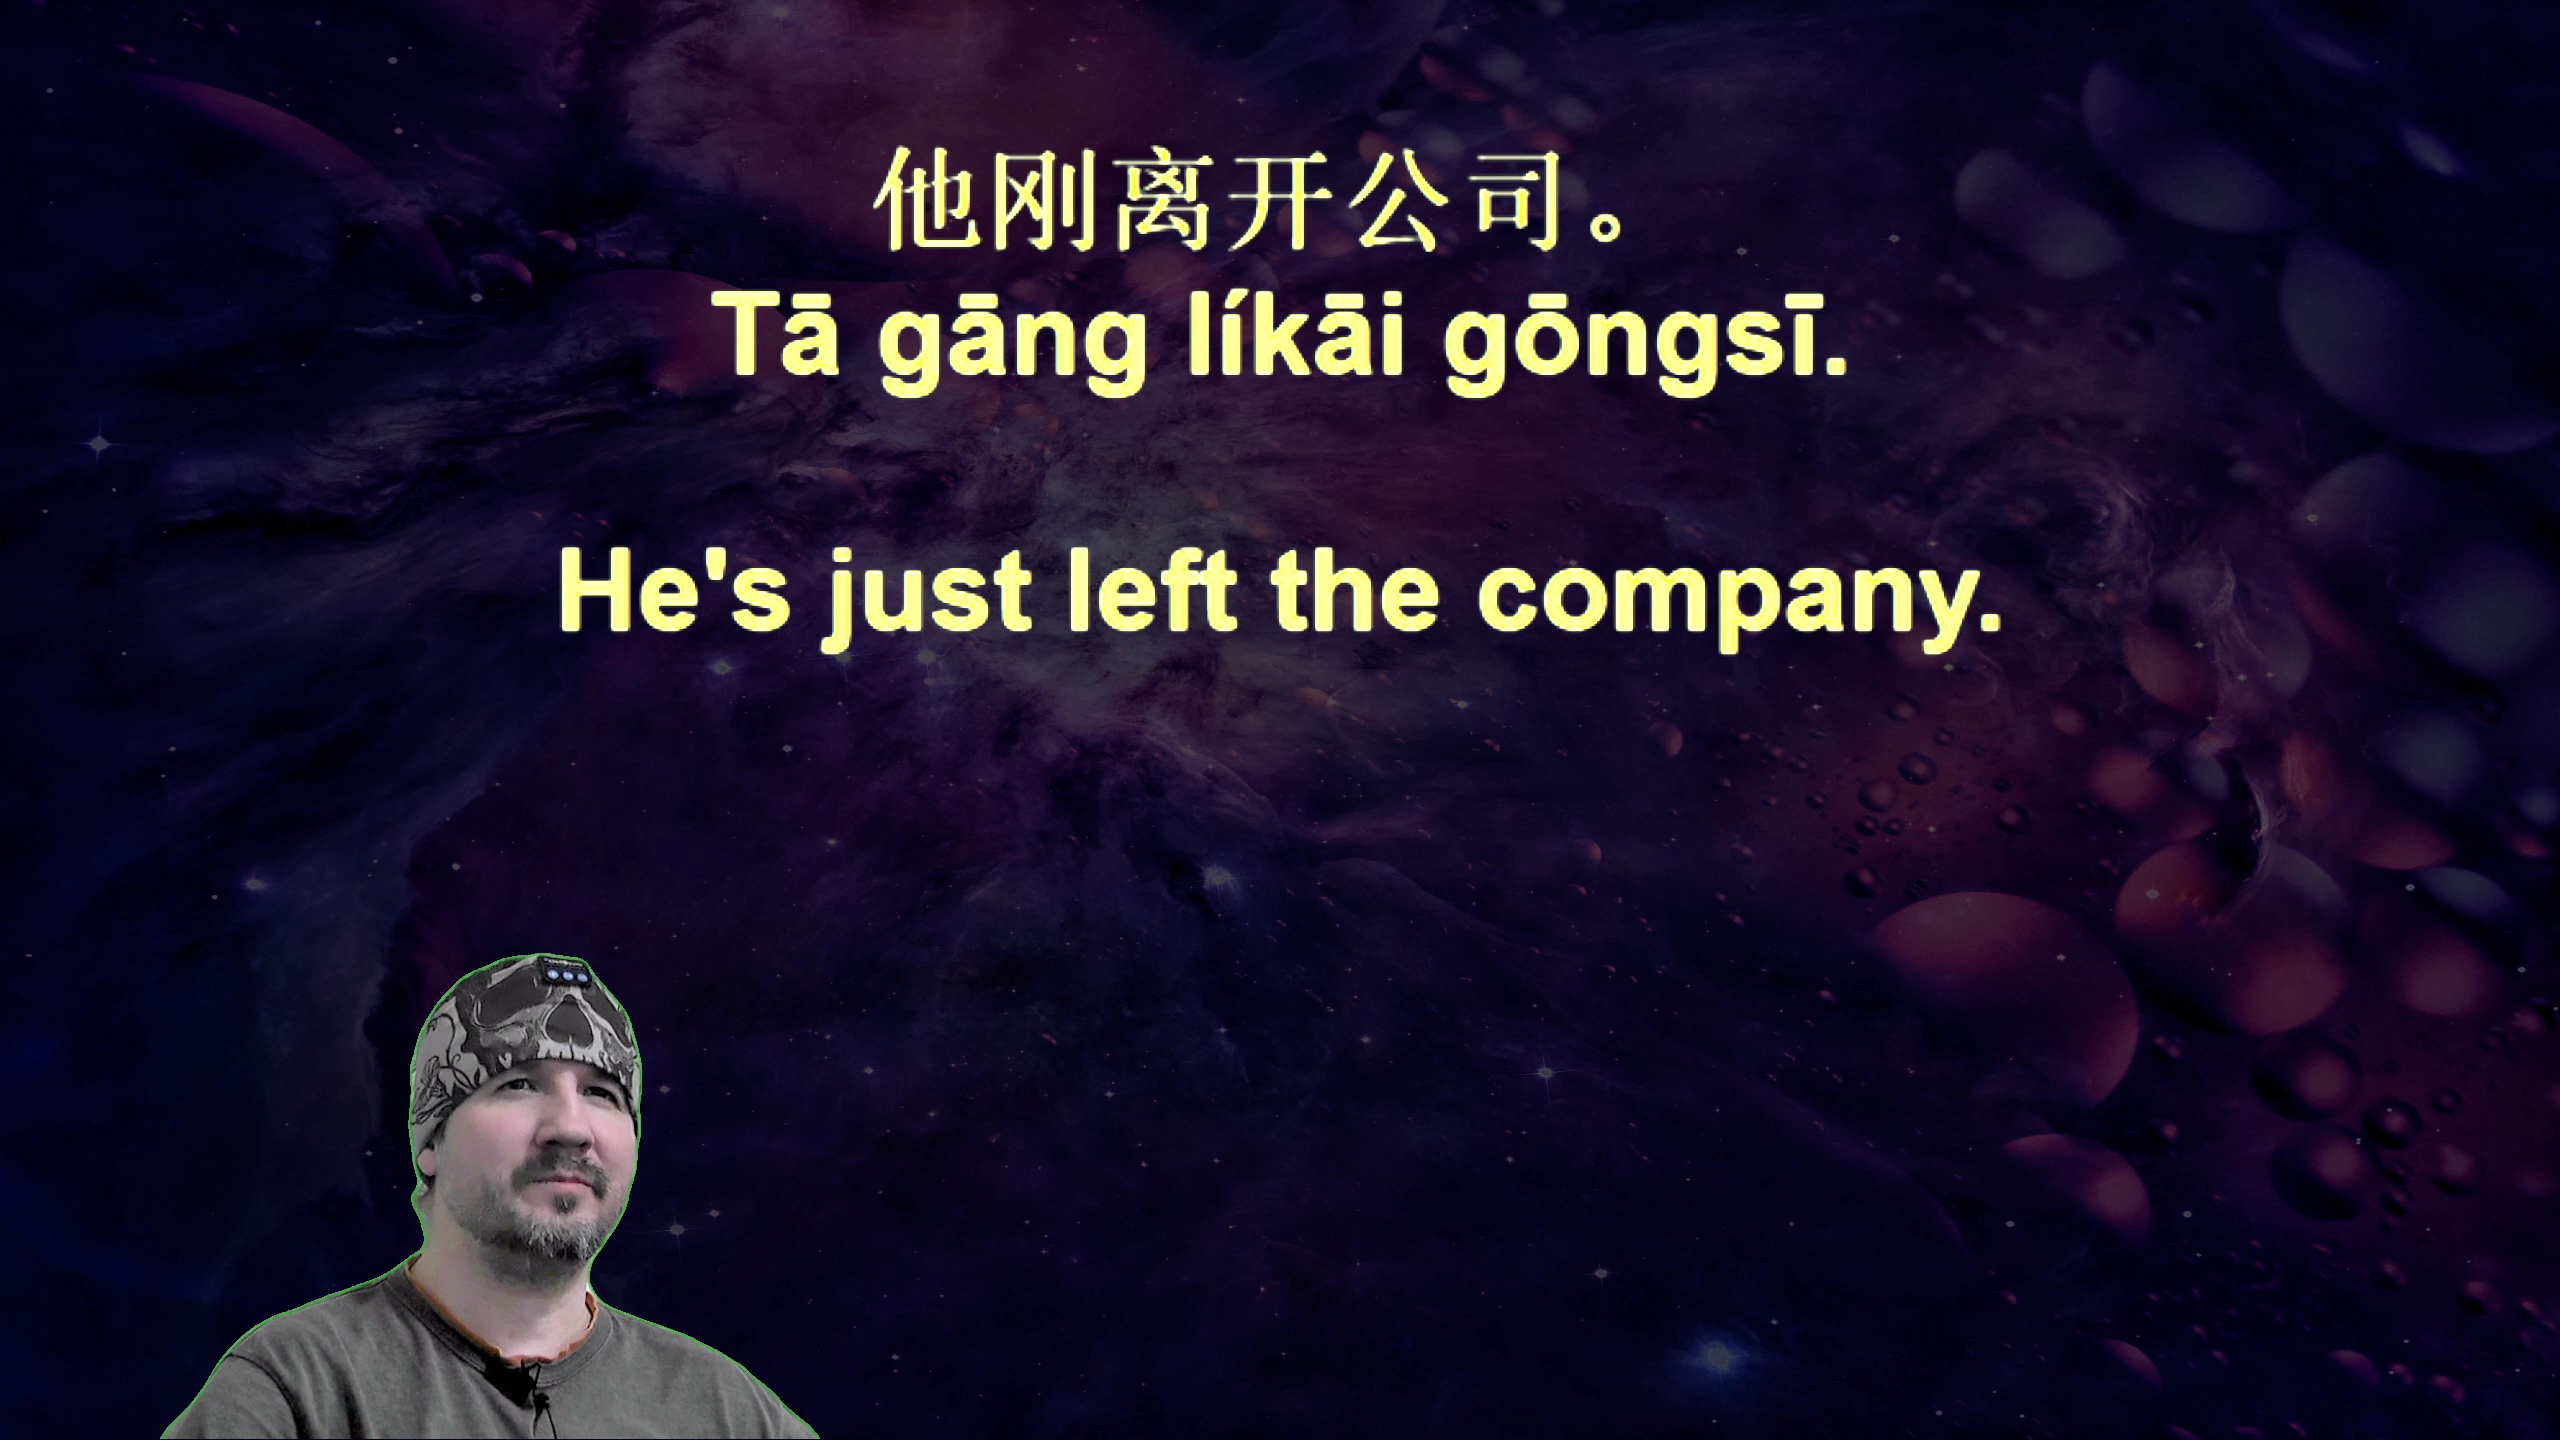 他刚离开公司。
Tā gāng líkāi gōngsī.
He's just left the company.